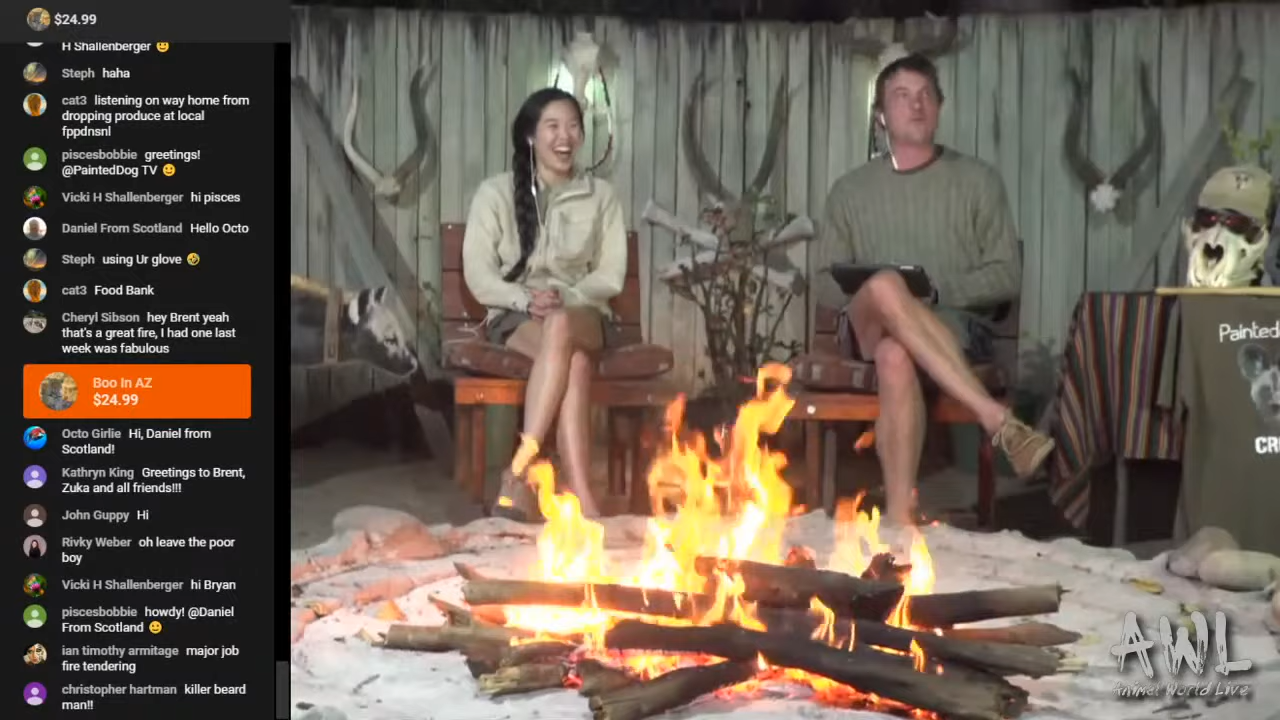 $24.99
H Shallenberger
Steph haha
cat3 listening on way home from
dropping produce at local
fppdnsnl
piscesbobbie greetings!
@PaintedDog TV
Vicki H Shallenberger hi pisces
Daniel From Scotland Hello Octo
Steph using Ur glove
cat3 Food Bank
Cheryl Sibson hey Brent yeah
that's a great fire, I had one last
week was fabulous
Boo In AZ
$24.99
Octo Girlie Hi, Daniel from
Scotland!
Kathryn King Greetings to Brent,
Zuka and all friends!!!
John Guppy Hi
Rivky Weber oh leave the poor
boy
Vicki H Shallenberger hi Bryan
piscesbobbie howdy! @Daniel
From Scotland
ian timothy armitage major job
fire tendering
christopher hartman killer beard
man!!
Painted
CR
AWL
Animal World Live